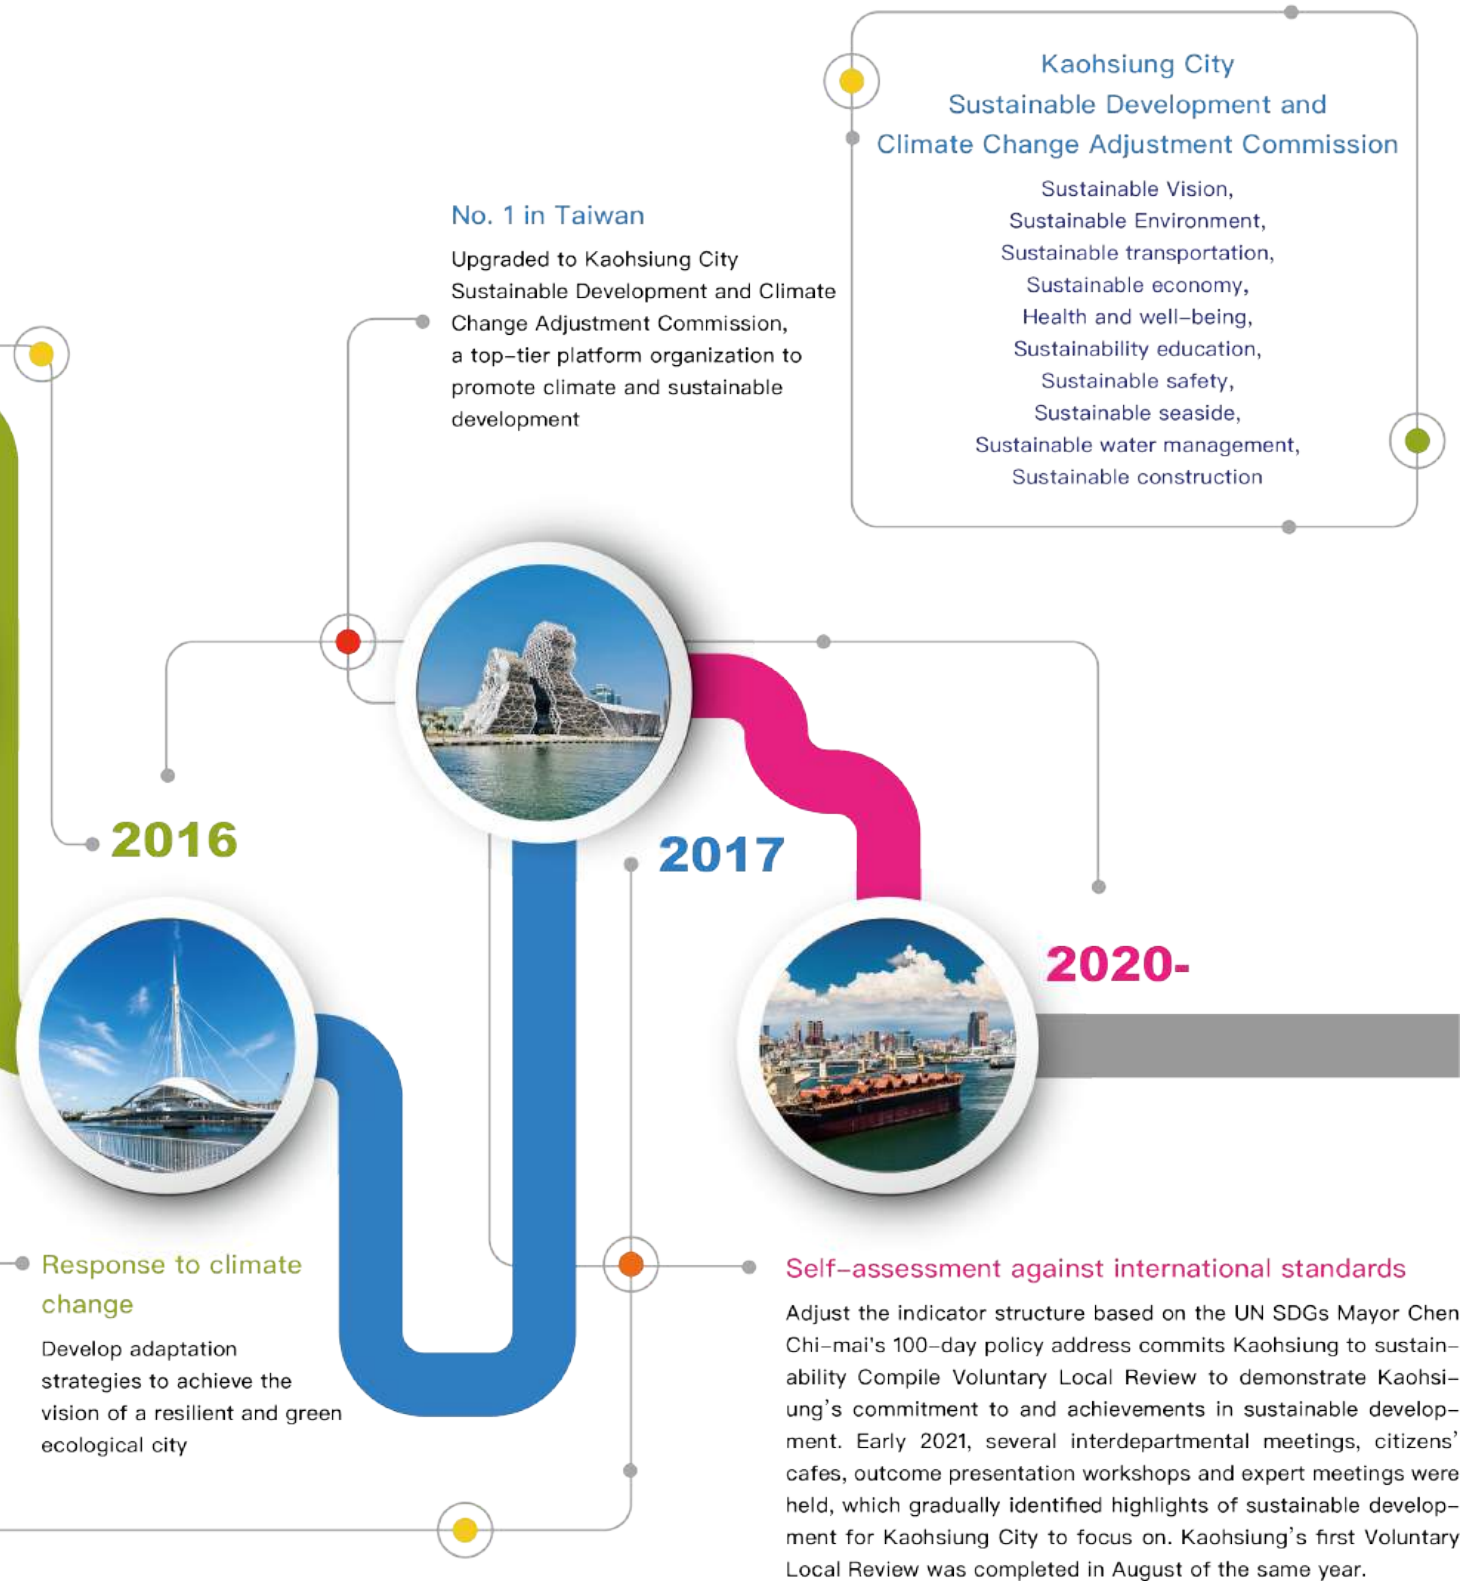 Kaohsiung City
Sustainable Development and
Climate Change Adjustment Commission
Sustainable Vision,
Sustainable Environment,
Sustainable transportation,
Sustainable economy,
Health and well-being,
Sustainability education,
Sustainable safety,
Sustainable seaside,
Sustainable water management,
Sustainable construction
No. 1 in Taiwan
Upgraded to Kaohsiung City
Sustainable Development and Climate
Change Adjustment Commission,
a top-tier platform organization to
promote climate and sustainable
development
2016
2017
2020-
Response to climate
change
Develop adaptation
strategies to achieve the
vision of a resilient and green
ecological city
Self-assessment against international standards
Adjust the indicator structure based on the UN SDGs Mayor Chen
Chi-mai's 100-day policy address commits Kaohsiung to sustain-
ability Compile Voluntary Local Review to demonstrate Kaohsi-
ung's commitment to and achievements in sustainable develop-
ment. Early 2021, several interdepartmental meetings, citizens'
cafes, outcome presentation workshops and expert meetings were
held, which gradually identified highlights of sustainable develop-
ment for Kaohsiung City to focus on. Kaohsiung's first Voluntary
Local Review was completed in August of the same year.